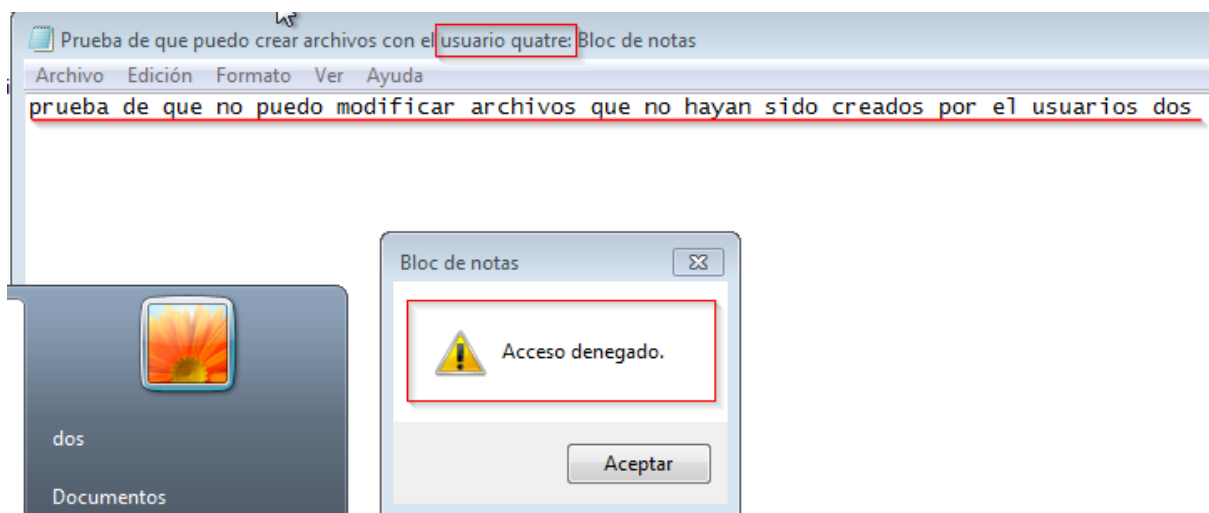 Prueba de que puedo crear archivos con el usuario quatre: Bloc de notas
Archivo Edición Formato Ver Ayuda
prueba de que no puedo modificar archivos que no hayan sido creados por el usuarios dos
Bloc de notas
Acceso denegado.
Aceptar
dos
Documentos